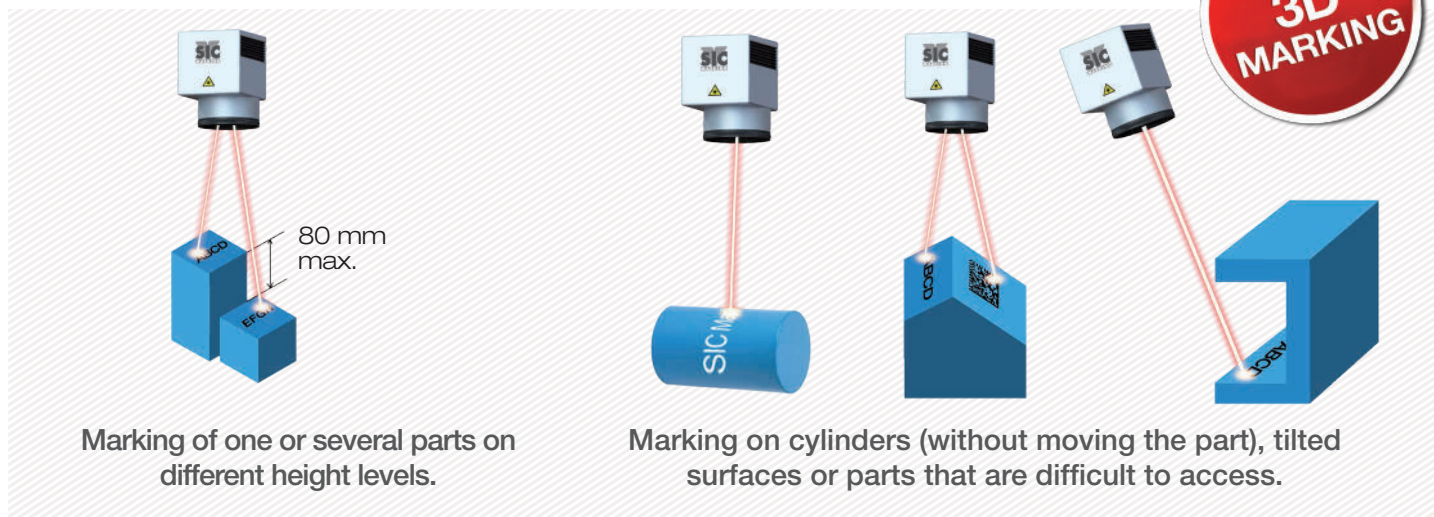 3D
MARKING
SIC
SIC
SIC
SIC
80 mm
max.
ABCD
EFGH
SIC Ma
ABCD
ABCD
Marking of one or several parts on
different height levels.
Marking on cylinders (without moving the part), tilted
surfaces or parts that are difficult to access.